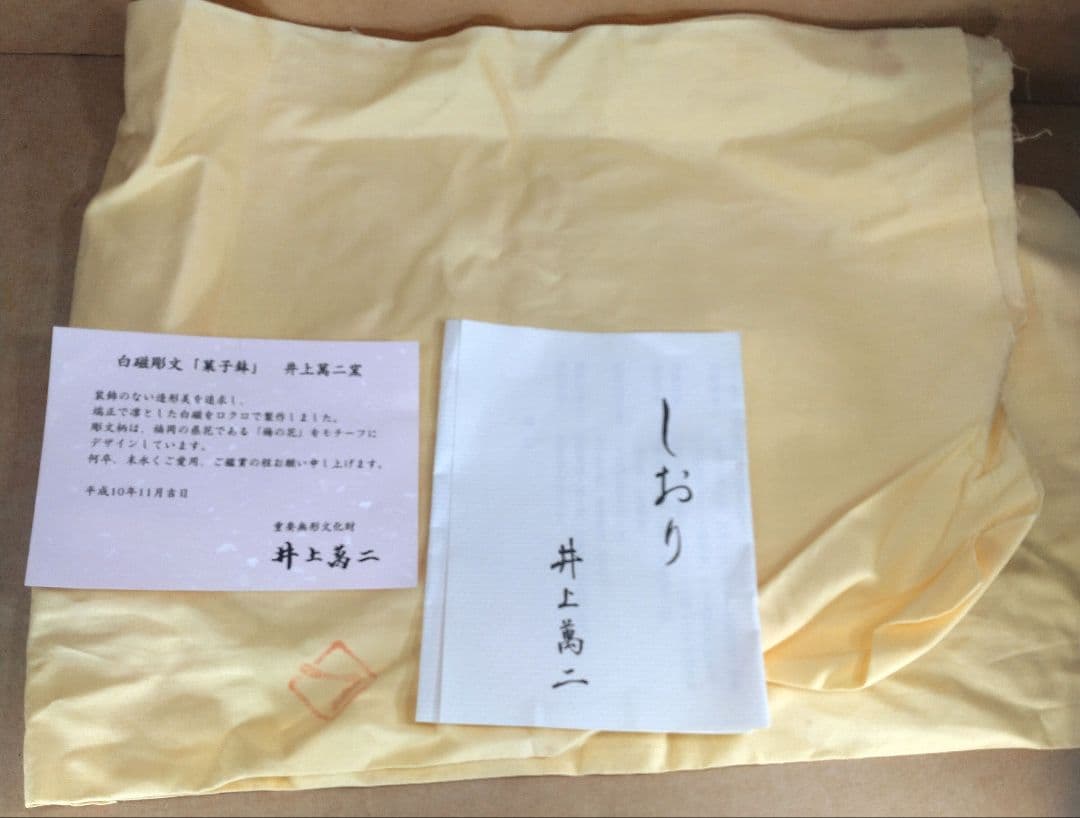 白磁彫文「菓子鉢」　井上萬二窯
装飾のない造形美を追求し、
端正で凛とした白磁をロクロで製作しました。
彫文柄は、福岡の県花である「梅の花」をモチーフに
デザインしています。
何卒、末永くご愛用、ご鑑賞の程お願い申し上げます。
平成10年11月吉日
重要無形文化財
井上萬二
しおり
井上萬二